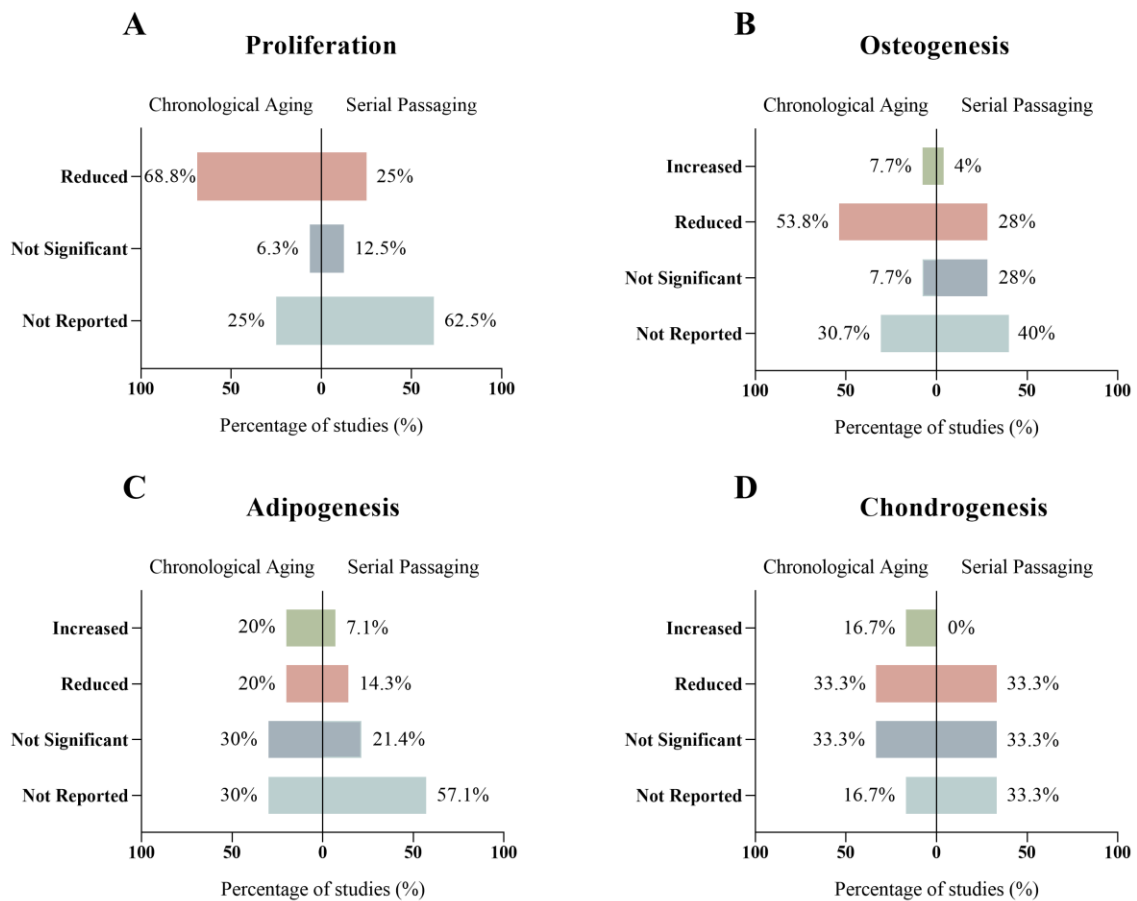 A
Proliferation
Chronological Aging Serial Passaging
Reduced 68.8% 25%
Not Significant 6.3% 12.5%
Not Reported 25% 62.5%
100 50 0 50 100
Percentage of studies (%)
B
Osteogenesis
Chronological Aging Serial Passaging
Increased 7.7% 4%
Reduced 53.8% 28%
Not Significant 7.7% 28%
Not Reported 30.7% 40%
100 50 0 50 100
Percentage of studies (%)
C
Adipogenesis
Chronological Aging Serial Passaging
Increased 20% 7.1%
Reduced 20% 14.3%
Not Significant 30% 21.4%
Not Reported 30% 57.1%
100 50 0 50 100
Percentage of studies (%)
D
Chondrogenesis
Chronological Aging Serial Passaging
Increased 16.7% 0%
Reduced 33.3% 33.3%
Not Significant 33.3% 33.3%
Not Reported 16.7% 33.3%
100 50 0 50 100
Percentage of studies (%)